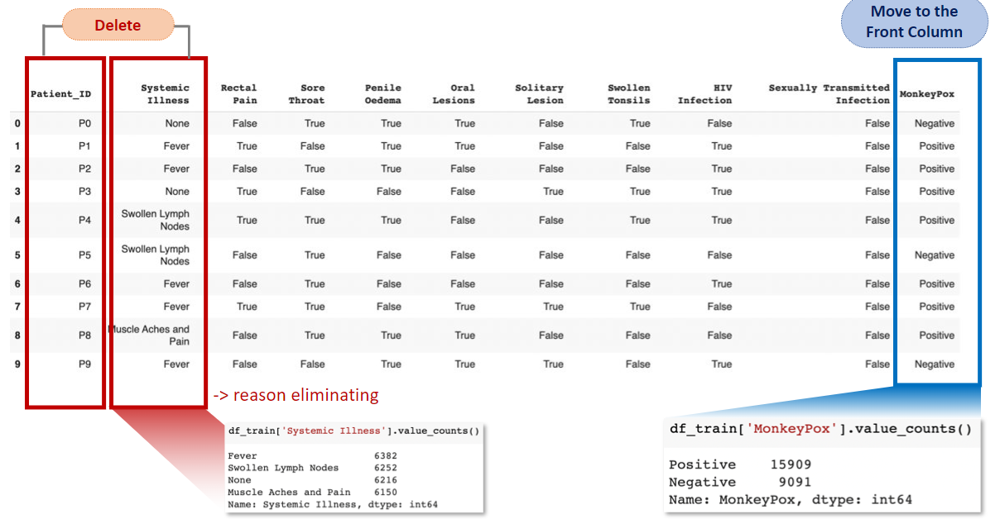 Delete
Move to the
Front Column
Patient_ID Systemic Illness Rectal Pain Sore Throat Penile Oedema Oral Lesions Solitary Lesion Swollen Tonsils HIV Infection Sexually Transmitted Infection MonkeyPox
0 P0 None False True True True False True False False Negative
1 P1 Fever True False True True False False True False Positive
2 P2 Fever False True True False False False True False Positive
3 P3 None True False False False True True True False Positive
4 P4 Swollen Lymph Nodes True True True False False True True False Positive
5 P5 Swollen Lymph Nodes False True False False False False False False Negative
6 P6 Fever False True False False False False True False Positive
7 P7 Fever True True False True True True False False Positive
8 P8 Muscle Aches and Pain False True True True False False False False Positive
9 P9 Fever False False True True True False True False Negative
-> reason eliminating
df_train['Systemic Illness'].value_counts()
Fever 6382
Swollen Lymph Nodes 6252
None 6216
Muscle Aches and Pain 6150
Name: Systemic Illness, dtype: int64
df_train['MonkeyPox'].value_counts()
Positive 15909
Negative 9091
Name: MonkeyPox, dtype: int64